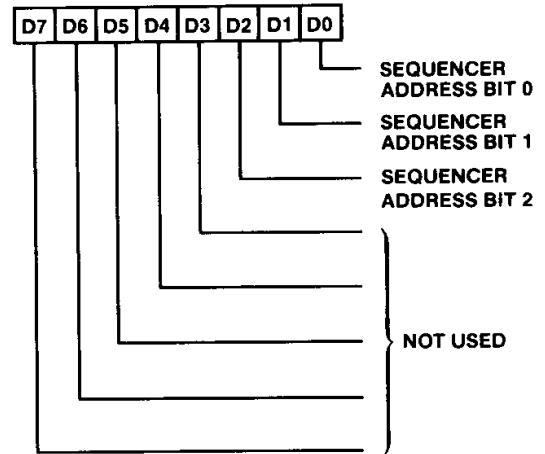 D7 D6 D5 D4 D3 D2 D1 D0
SEQUENCER
ADDRESS BIT 0
SEQUENCER
ADDRESS BIT 1
SEQUENCER
ADDRESS BIT 2
NOT USED